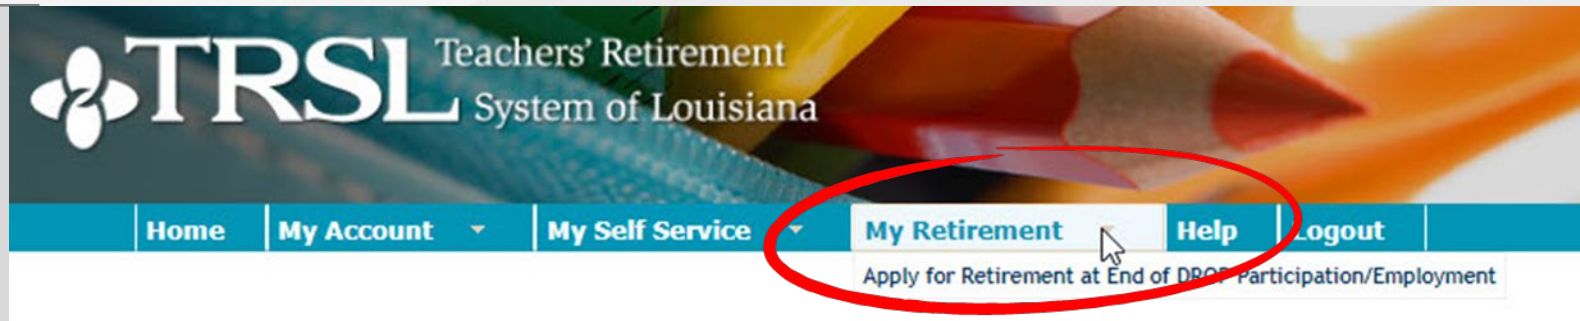 TRSL Teachers' Retirement
System of Louisiana
Home My Account My Self Service My Retirement Help Logout
Apply for Retirement at End of DROP Participation/Employment